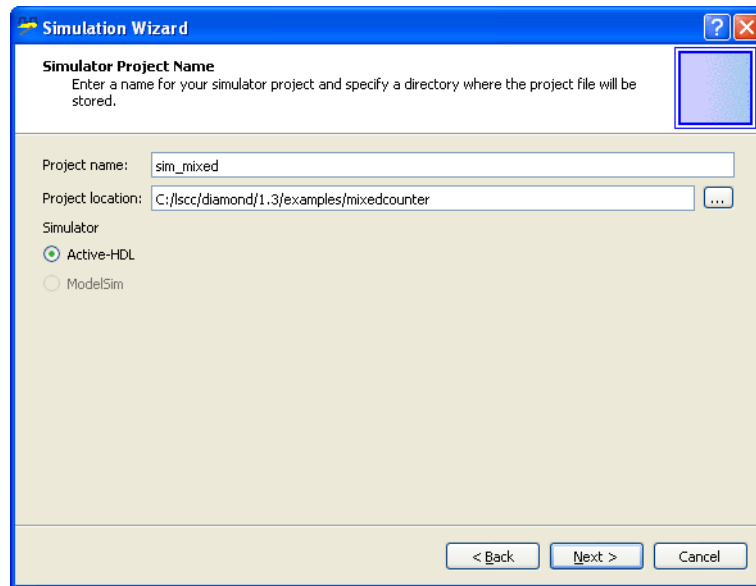 Simulation Wizard
Simulator Project Name
Enter a name for your simulator project and specify a directory where the project file will be
stored.
Project name: sim_mixed
Project location: C:/lscc/diamond/1.3/examples/mixedcounter ...
Simulator
Active-HDL
ModelSim
< Back Next > Cancel